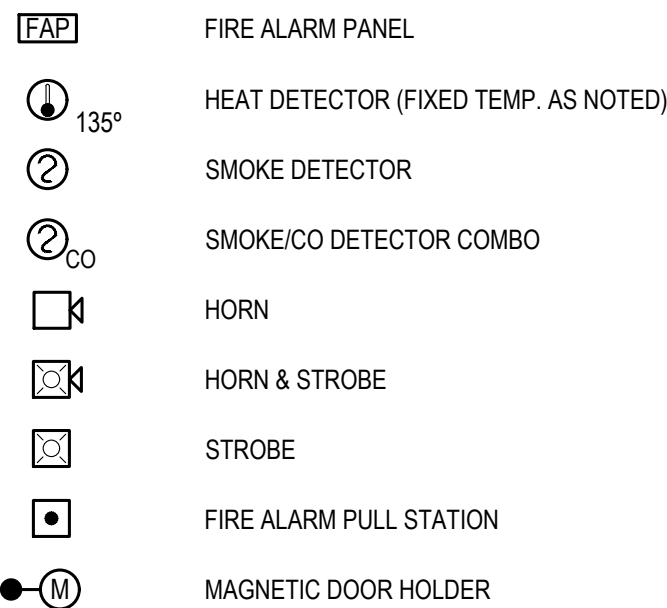 FAP FIRE ALARM PANEL
135º HEAT DETECTOR (FIXED TEMP. AS NOTED)
SMOKE DETECTOR
CO SMOKE/CO DETECTOR COMBO
HORN
HORN & STROBE
STROBE
FIRE ALARM PULL STATION
M MAGNETIC DOOR HOLDER